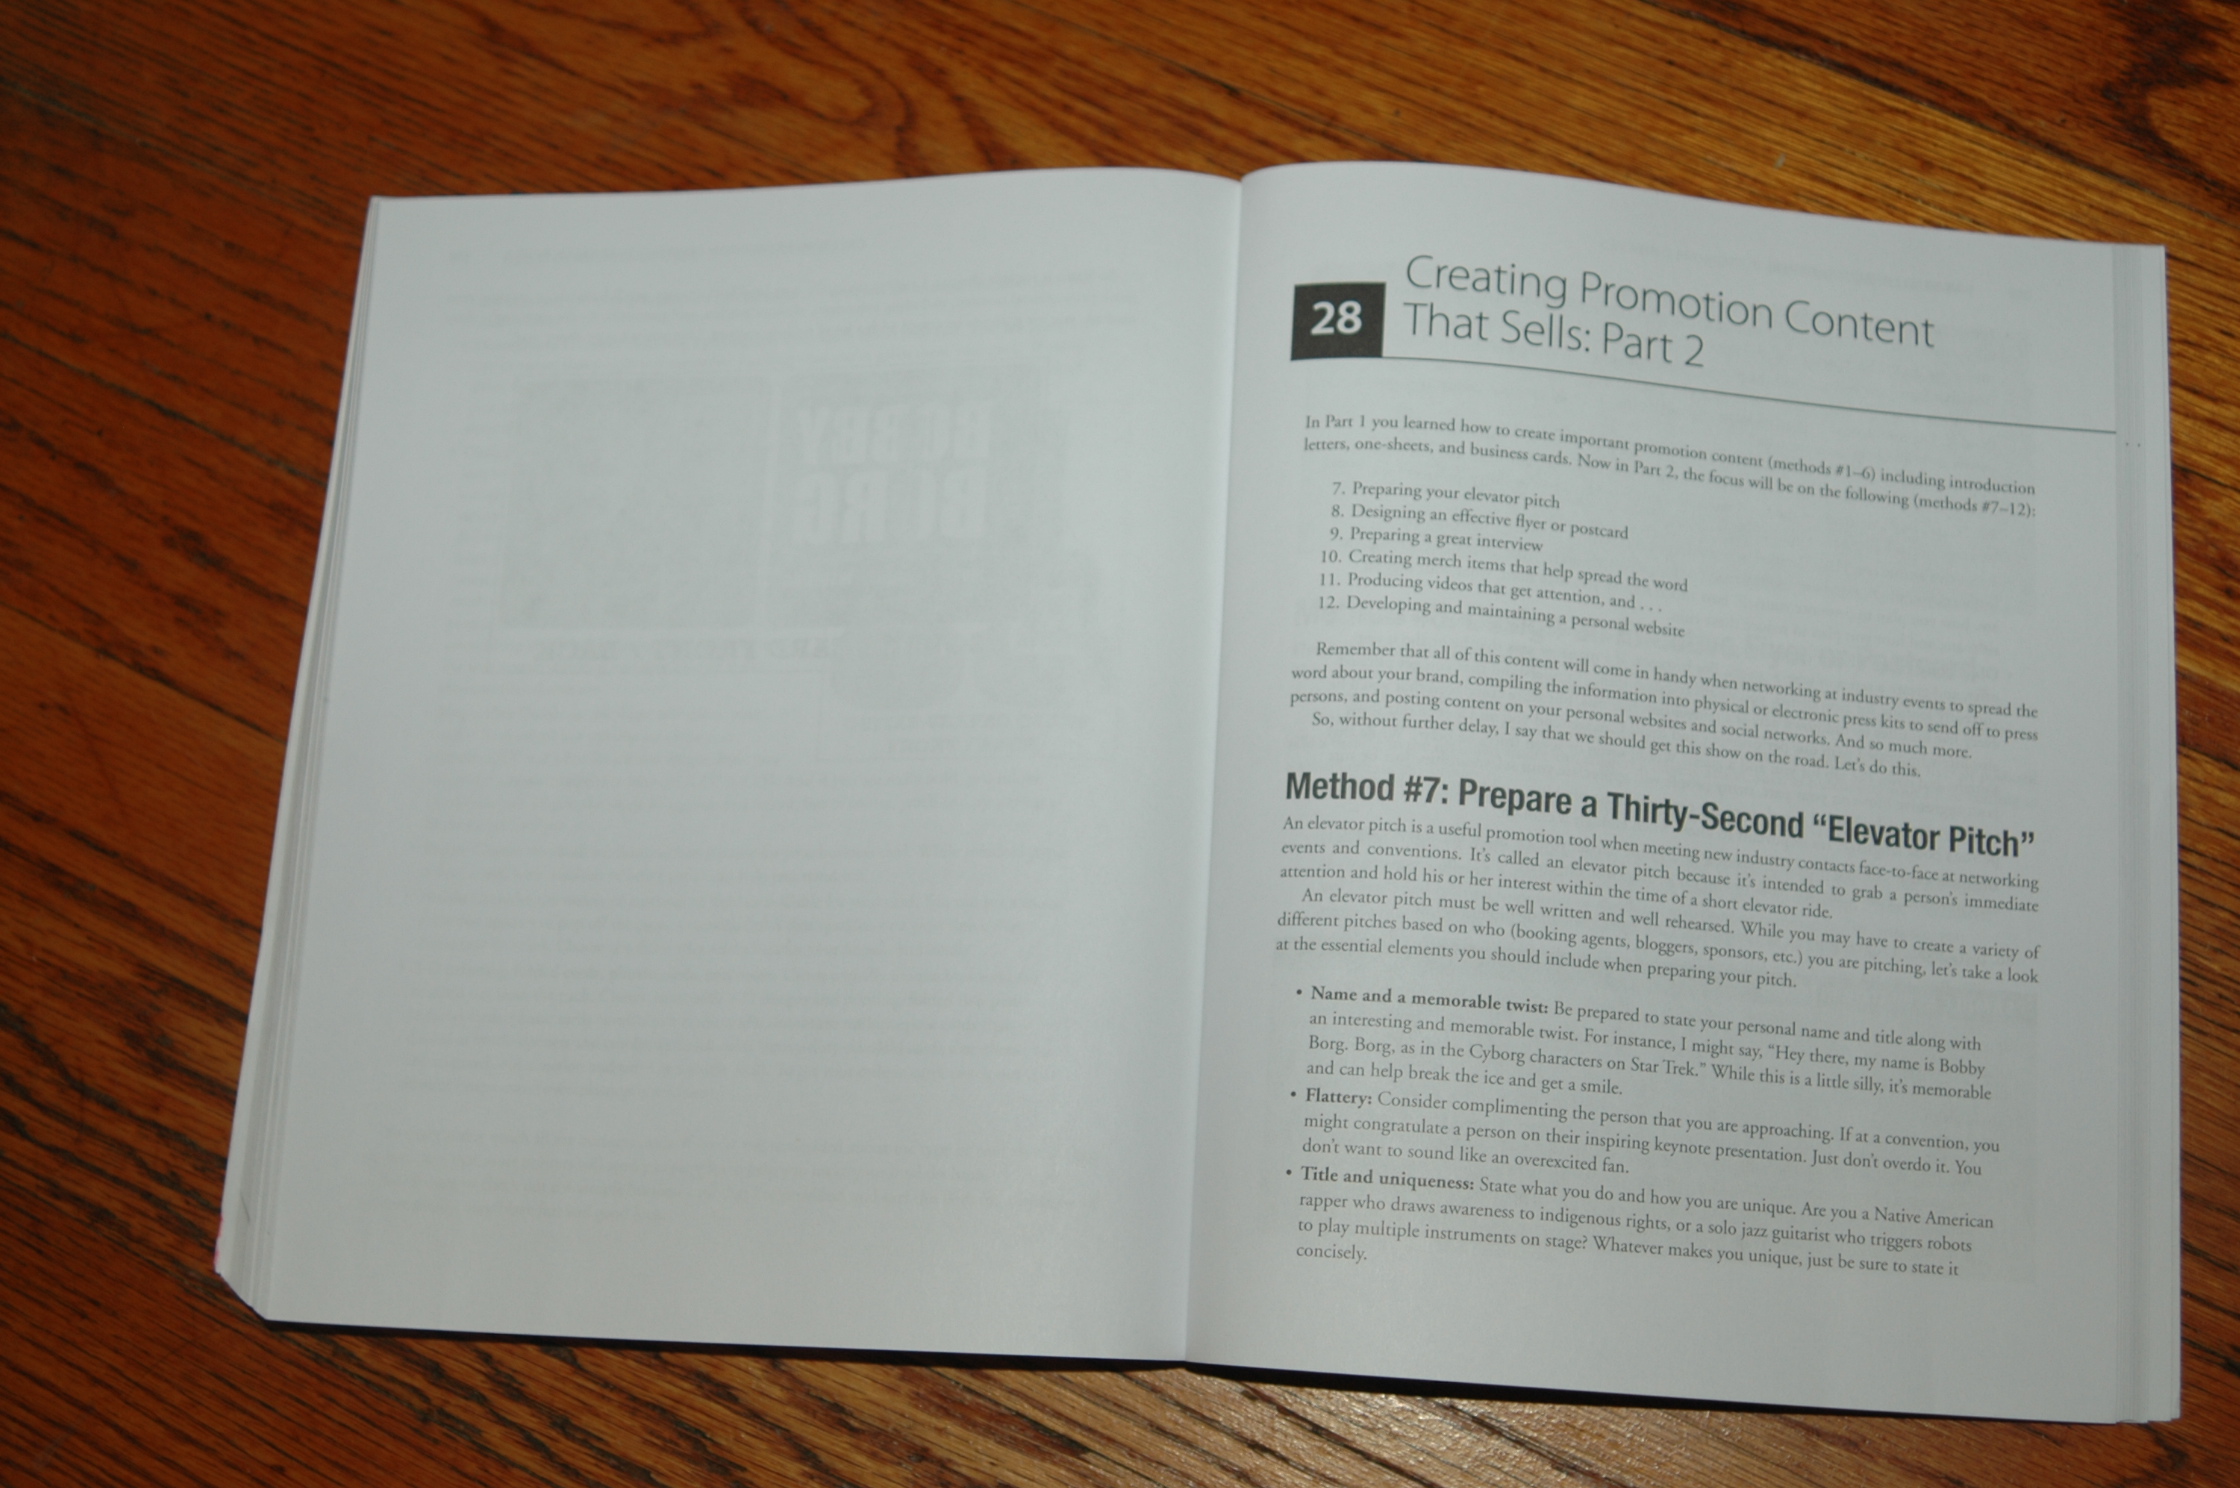 28
Creating Promotion Content
That Sells: Part 2
In Part 1 you learned how to create important promotion content (methods #1–6) including introduction
letters, one-sheets, and business cards. Now in Part 2, the focus will be on the following (methods #7–12):
7. Preparing your elevator pitch
8. Designing an effective flyer or postcard
9. Preparing a great interview
10. Creating merch items that help spread the word
11. Producing videos that get attention, and . . .
12. Developing and maintaining a personal website
Remember that all of this content will come in handy when networking at industry events to spread the
word about your brand, compiling the information into physical or electronic press kits to send off to press
persons, and posting content on your personal websites and social networks. And so much more.
So, without further delay, I say that we should get this show on the road. Let's do this.
Method #7: Prepare a Thirty-Second “Elevator Pitch”
An elevator pitch is a useful promotion tool when meeting new industry contacts face-to-face at networking
events and conventions. It's called an elevator pitch because it's intended to grab a person's immediate
attention and hold his or her interest within the time of a short elevator ride.
An elevator pitch must be well written and well rehearsed. While you may have to create a variety of
different pitches based on who (booking agents, bloggers, sponsors, etc.) you are pitching, let's take a look
at the essential elements you should include when preparing your pitch.
• Name and a memorable twist: Be prepared to state your personal name and title along with
an interesting and memorable twist. For instance, I might say, “Hey there, my name is Bobby
Borg. Borg, as in the Cyborg characters on Star Trek.” While this is a little silly, it's memorable
and can help break the ice and get a smile.
• Flattery: Consider complimenting the person that you are approaching. If at a convention, you
might congratulate a person on their inspiring keynote presentation. Just don't overdo it. You
don't want to sound like an overexcited fan.
• Title and uniqueness: State what you do and how you are unique. Are you a Native American
rapper who draws awareness to indigenous rights, or a solo jazz guitarist who triggers robots
to play multiple instruments on stage? Whatever makes you unique, just be sure to state it
concisely.